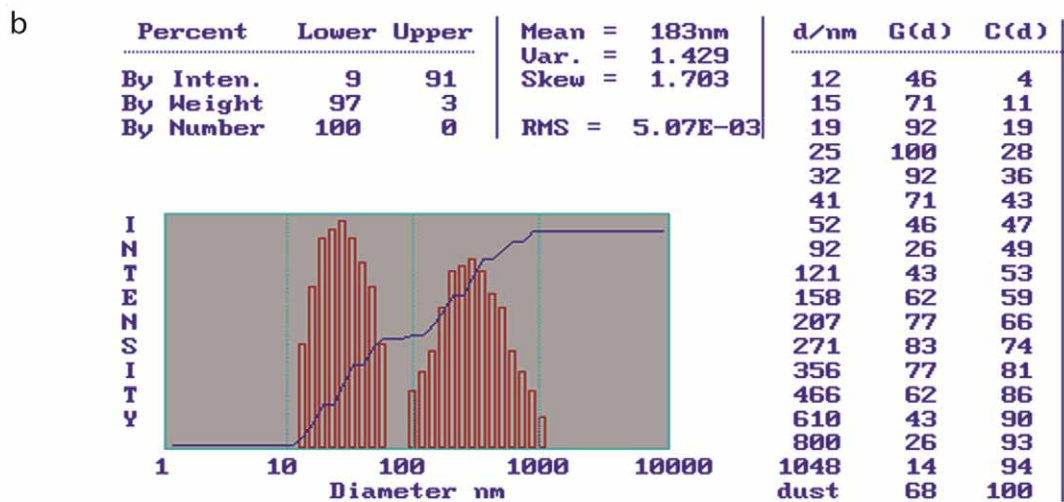 b
Percent Lower Upper
By Inten. 9 91
By Weight 97 3
By Number 100 0
Mean = 183nm
Var. = 1.429
Skew = 1.703
RMS = 5.07E-03
d/nm G(d) C(d)
12 46 4
15 71 11
19 92 19
25 100 28
32 92 36
41 71 43
52 46 47
92 26 49
121 43 53
158 62 59
207 77 66
271 83 74
356 77 81
466 62 86
610 43 90
800 26 93
1048 14 94
dust 68 100
INTENSITY
1 10 100 1000 10000
Diameter nm